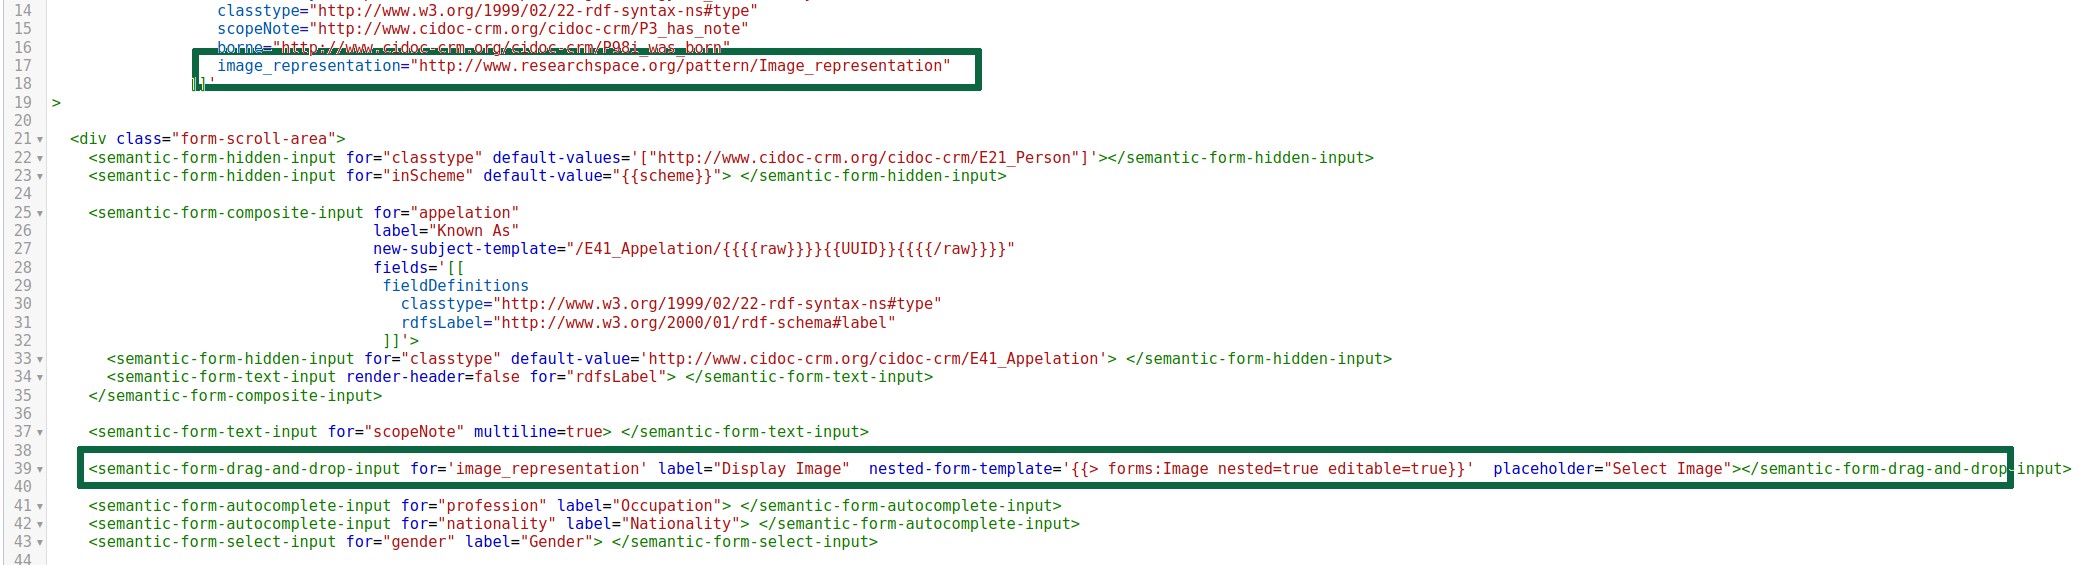 14 classtype="http://www.w3.org/1999/02/22-rdf-syntax-ns#type"
15 scopeNote="http://www.cidoc-crm.org/cidoc-crm/P3_has_note"
16 borne="http://www.cidoc-crm.org/cidoc-crm/P98i_was_born"
17 image_representation="http://www.researchspace.org/pattern/Image_representation"
18 ]]'
19 >
20
21 <div class="form-scroll-area">
22 <semantic-form-hidden-input for="classtype" default-values='["http://www.cidoc-crm.org/cidoc-crm/E21_Person"]'></semantic-form-hidden-input>
23 <semantic-form-hidden-input for="inScheme" default-value="{{scheme}}"> </semantic-form-hidden-input>
24
25 <semantic-form-composite-input for="appelation"
26 label="Known As"
27 new-subject-template="/E41_Appelation/{{{{raw}}}}{{UUID}}{{{{/raw}}}}"
28 fields='[[
29 fieldDefinitions
30 classtype="http://www.w3.org/1999/02/22-rdf-syntax-ns#type"
31 rdfsLabel="http://www.w3.org/2000/01/rdf-schema#label"
32 ]]'>
33 <semantic-form-hidden-input for="classtype" default-value='http://www.cidoc-crm.org/cidoc-crm/E41_Appelation'> </semantic-form-hidden-input>
34 <semantic-form-text-input render-header=false for="rdfsLabel"> </semantic-form-text-input>
35 </semantic-form-composite-input>
36
37 <semantic-form-text-input for="scopeNote" multiline=true> </semantic-form-text-input>
38
39 <semantic-form-drag-and-drop-input for='image_representation' label="Display Image"  nested-form-template='{{> forms:Image nested=true editable=true}}'  placeholder="Select Image"></semantic-form-drag-and-drop-input>
40
41 <semantic-form-autocomplete-input for="profession" label="Occupation"> </semantic-form-autocomplete-input>
42 <semantic-form-autocomplete-input for="nationality" label="Nationality"> </semantic-form-autocomplete-input>
43 <semantic-form-select-input for="gender" label="Gender"> </semantic-form-select-input>
44